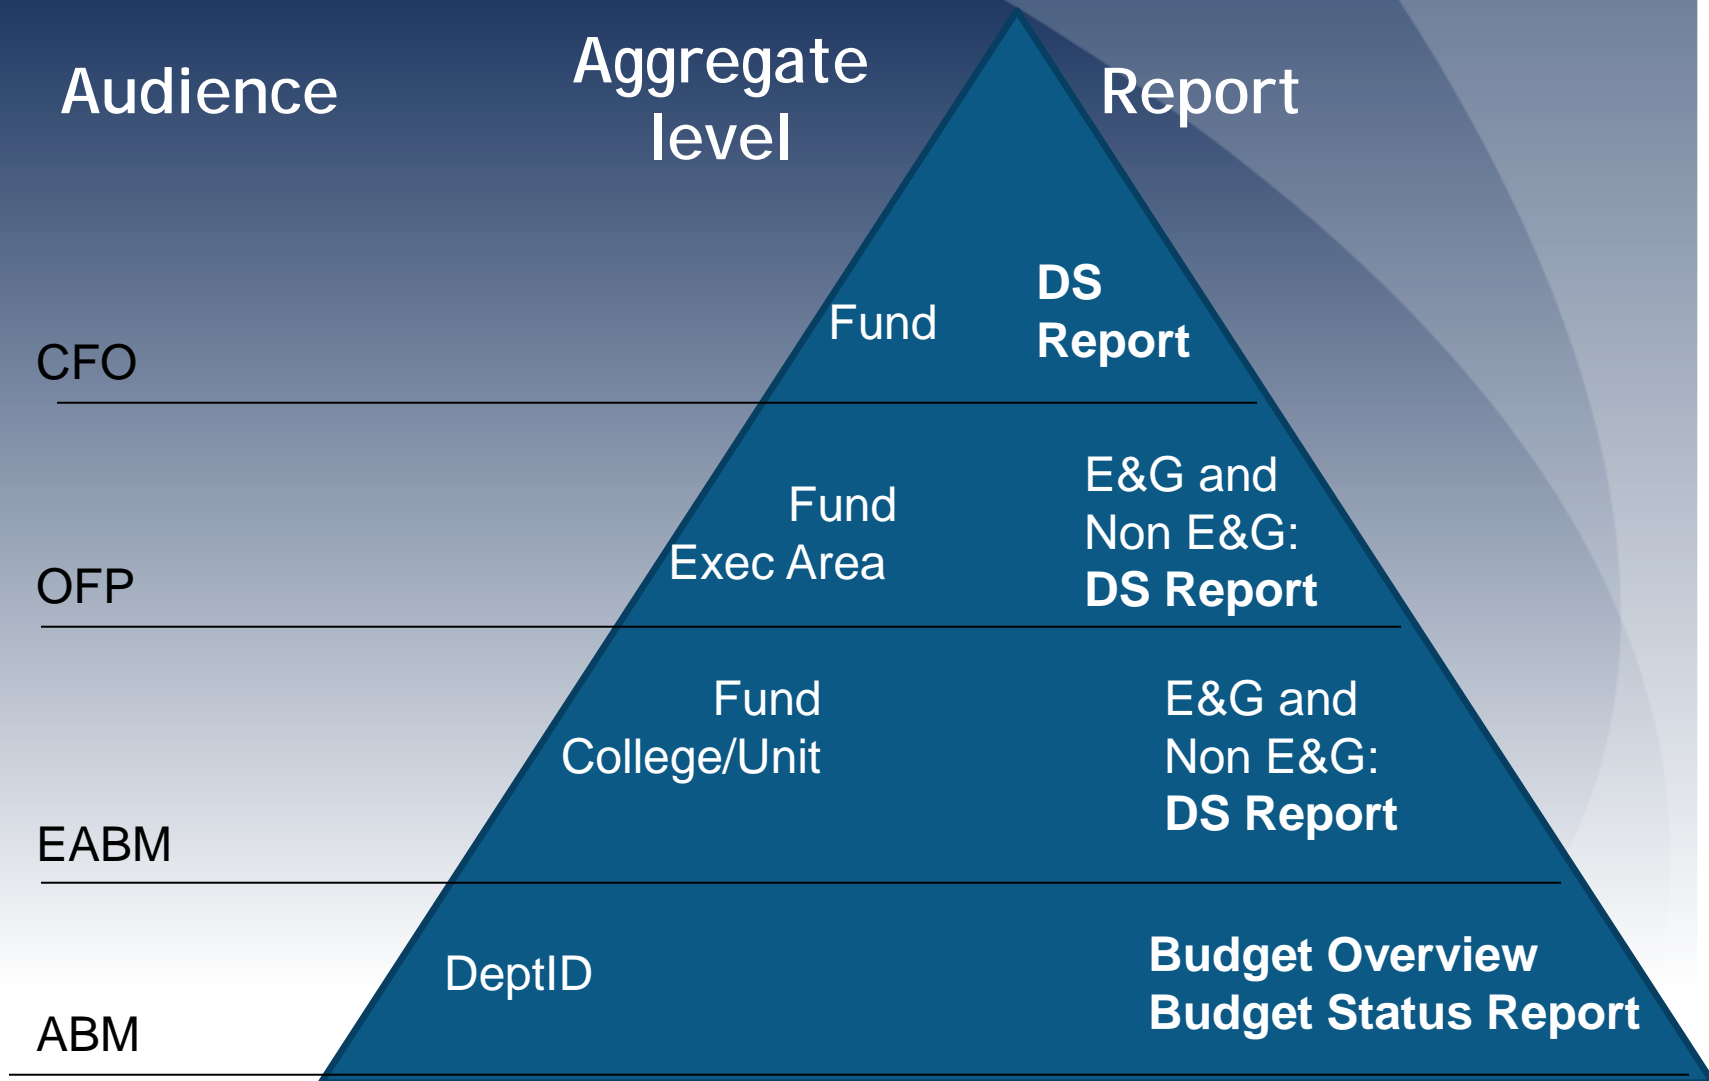 Audience
Aggregate
level
Report
CFO
Fund
DS
Report
OFP
Fund
Exec Area
E&G and
Non E&G:
DS Report
EABM
Fund
College/Unit
E&G and
Non E&G:
DS Report
ABM
DeptID
Budget Overview
Budget Status Report